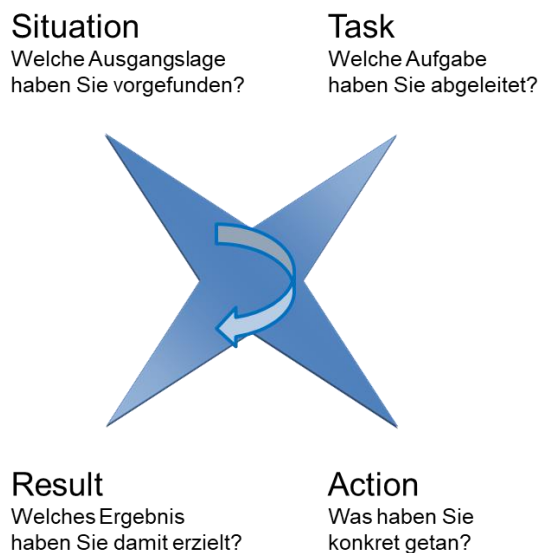 Situation
Welche Ausgangslage
haben Sie vorgefunden?
Task
Welche Aufgabe
haben Sie abgeleitet?
Result
Welches Ergebnis
haben Sie damit erzielt?
Action
Was haben Sie
konkret getan?